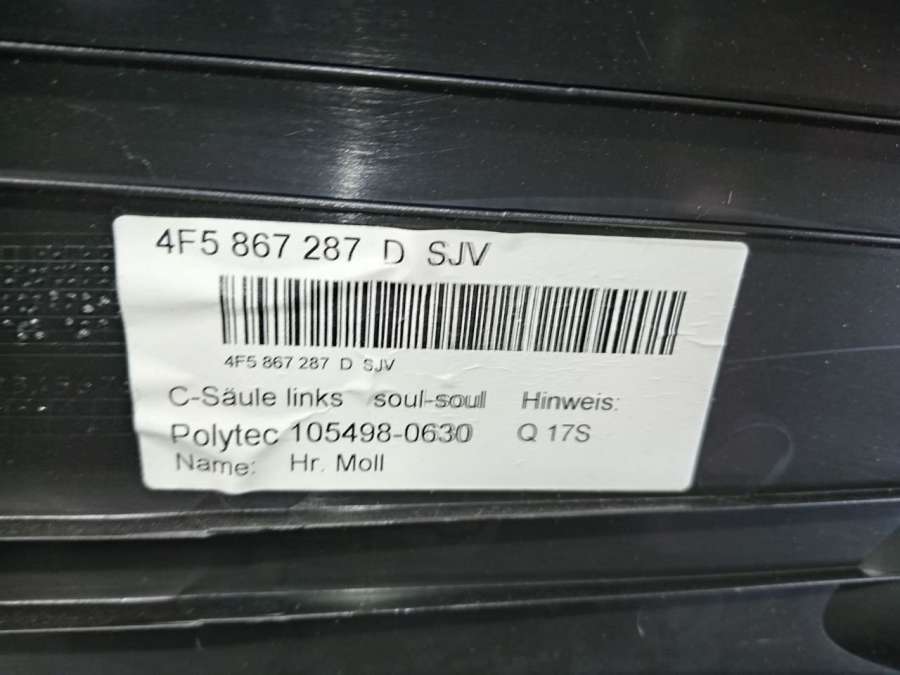 4F5 867 287 D SJV
4F5 867 287 D SJV
C-Säule links soul-soul Hinweis:
Polytec 105498-0630 Q 17S
Name: Hr. Moll